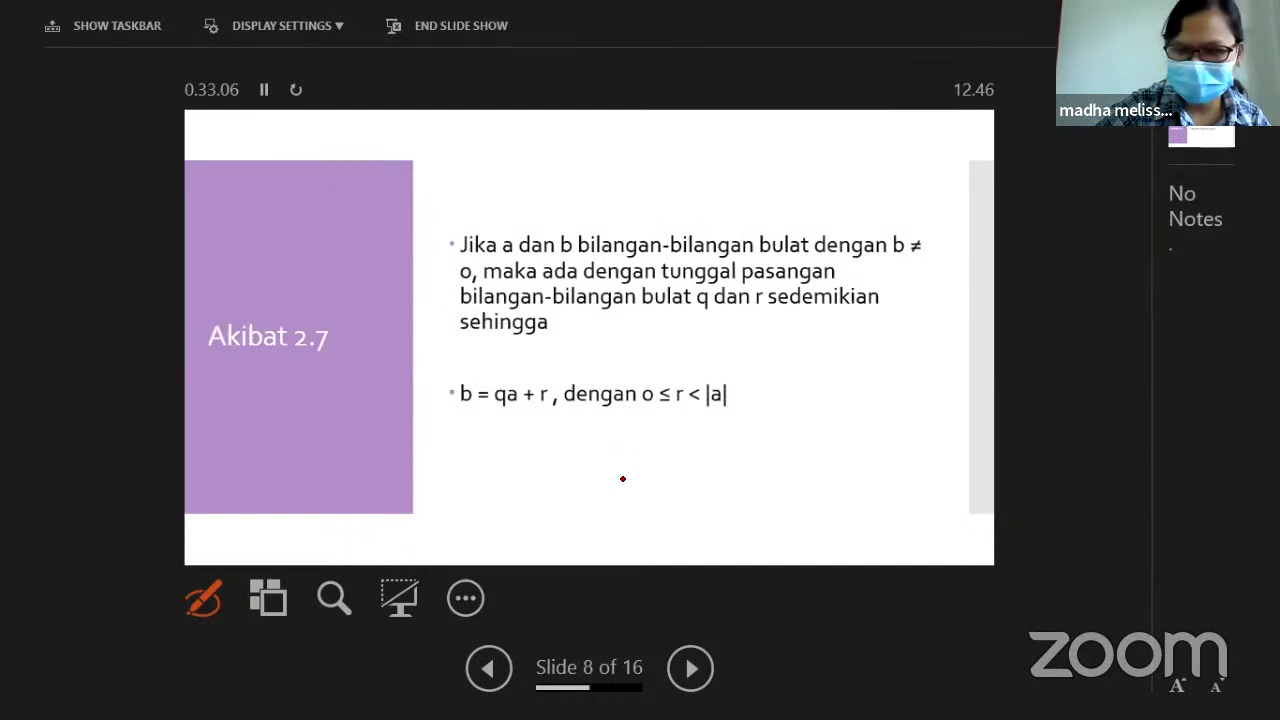 SHOW TASKBAR
DISPLAY SETTINGS ▼
END SLIDE SHOW
0.33.06
12.46
madha meliss...
No
Notes
.
Akibat 2.7
• Jika a dan b bilangan-bilangan bulat dengan b ≠
0, maka ada dengan tunggal pasangan
bilangan-bilangan bulat q dan r sedemikian
sehingga
• b = qa + r , dengan 0 ≤ r < |a|
Slide 8 of 16
zoom
A A